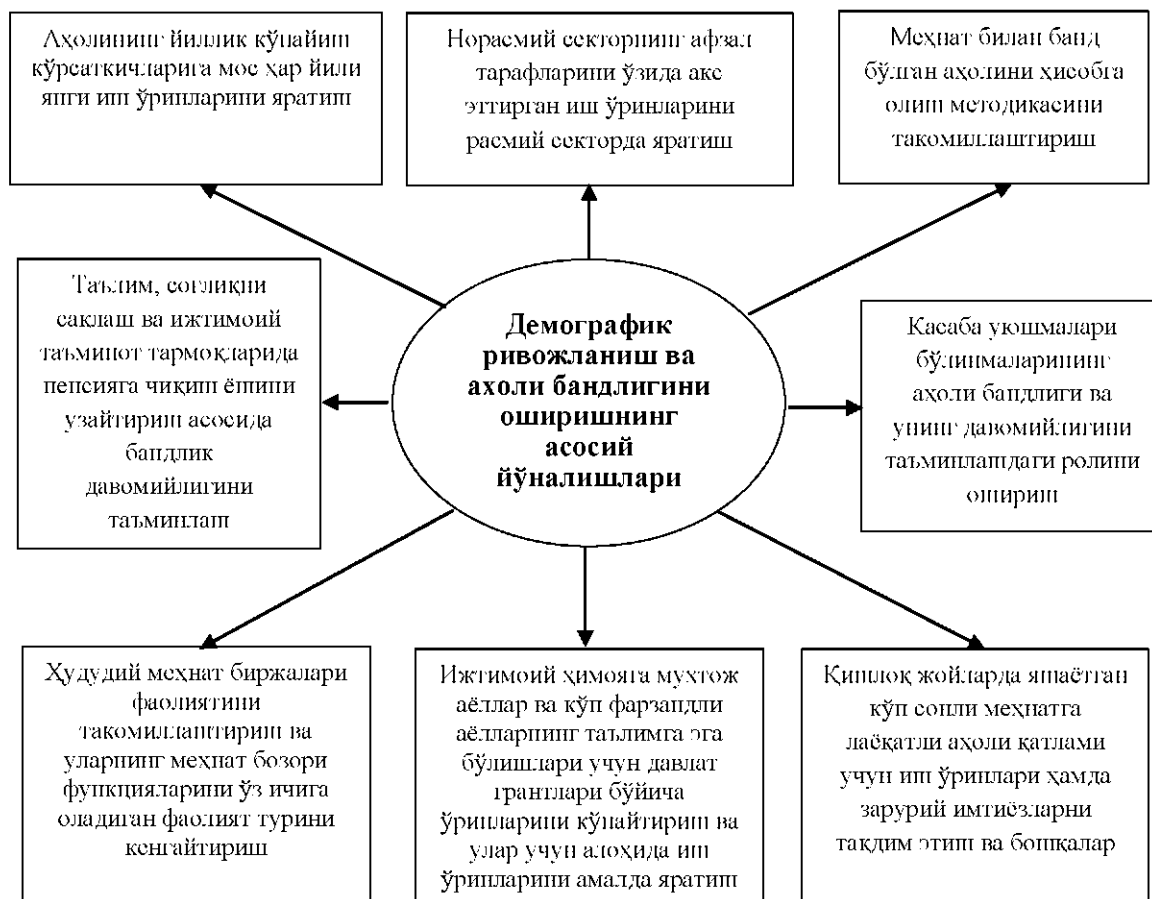 Аҳолининг йиллик кўпайиш
кўрсаткичларига мос ҳар йили
янги иш ўринларини яратиш
Норасмий секторнинг афзал
тарафларини ўзида акс
эттирган иш ўринларини
расмий секторда яратиш
Меҳнат билан банд
бўлган аҳолини ҳисобга
олиш методикасини
такомиллаштириш
Таълим, соғлиқни
сақлаш ва ижтимоий
таъминот тармоқларида
пенсияга чиқиш ёшини
узайтириш асосида
бандлик
давомийлигини
таъминлаш
Демографик
ривожланиш ва
ахоли бандлигини
оширишнинг
асосий
йўналишлари
Касаба уюшмалари
бўлинмаларининг
аҳоли бандлиги ва
унинг давомийлигини
таъминлашдаги ролини
ошириш
Ҳудудий меҳнат биржалари
фаолиятини
такомиллаштириш ва
уларнинг меҳнат бозори
функцияларини ўз ичига
оладиган фаолият турини
кенгайтириш
Ижтимоий ҳимояга муҳтож
аёллар ва кўп фарзандли
аёлларнинг таълимга эга
бўлишлари учун давлат
грантлари бўйича
ўринларини кўпайтириш ва
улар учун алоҳида иш
ўринларини амалда яратиш
Қишлоқ жойларда яшаётган
кўп сонли меҳнатга
лаёқатли аҳоли қатлами
учун иш ўринлари ҳамда
зарурий имтиёзларни
тақдим этиш ва бошқалар